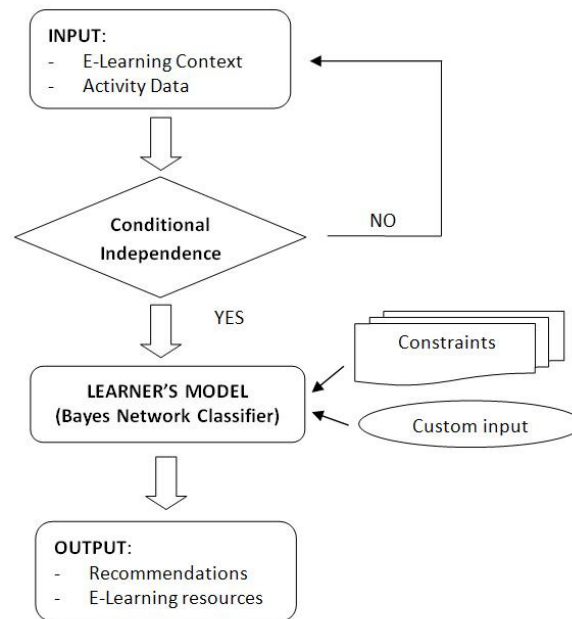 INPUT:
- E-Learning Context
- Activity Data
Conditional
Independence
NO
YES
Constraints
LEARNER'S MODEL
(Bayes Network Classifier)
Custom input
OUTPUT:
- Recommendations
- E-Learning resources